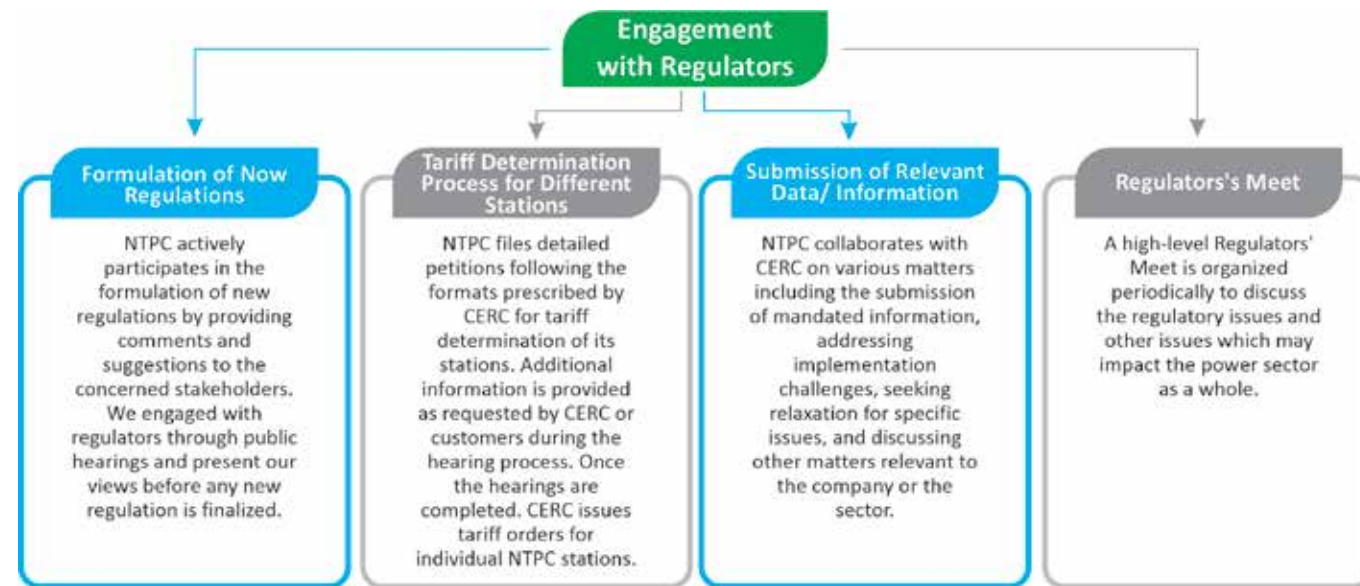 Engagement
with Regulators
Formulation of Now
Regulations
NTPC actively
participates in the
formulation of new
regulations by providing
comments and
suggestions to the
concerned stakeholders.
We engaged with
regulators through public
hearings and present our
views before any new
regulation is finalized.
Tariff Determination
Process for Different
Stations
NTPC files detailed
petitions following the
formats prescribed by
CERC for tariff
determination of its
stations. Additional
information is provided
as requested by CERC or
customers during the
hearing process. Once
the hearings are
completed. CERC issues
tariff orders for
individual NTPC stations.
Submission of Relevant
Data/ Information
NTPC collaborates with
CERC on various matters
including the submission
of mandated information,
addressing
implementation
challenges, seeking
relaxation for specific
issues, and discussing
other matters relevant to
the company or the
sector.
Regulators's Meet
A high-level Regulators'
Meet is organized
periodically to discuss
the regulatory issues and
other issues which may
impact the power sector
as a whole.